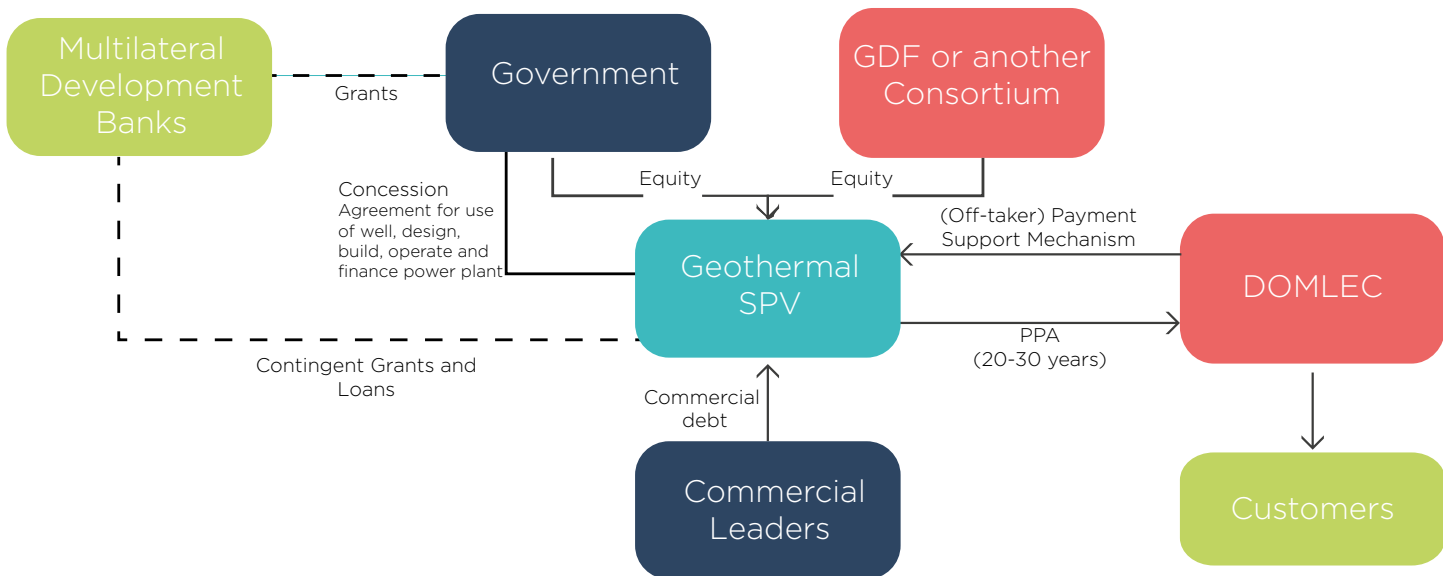 Multilateral
Development
Banks
Grants
Government
GDF or another
Consortium
Equity
Equity
Concession
Agreement for use
of well, design,
build, operate and
finance power plant
(Off-taker) Payment
Support Mechanism
Geothermal
SPV
DOMLEC
PPA
(20-30 years)
Contingent Grants and
Loans
Commercial
debt
Commercial
Leaders
Customers